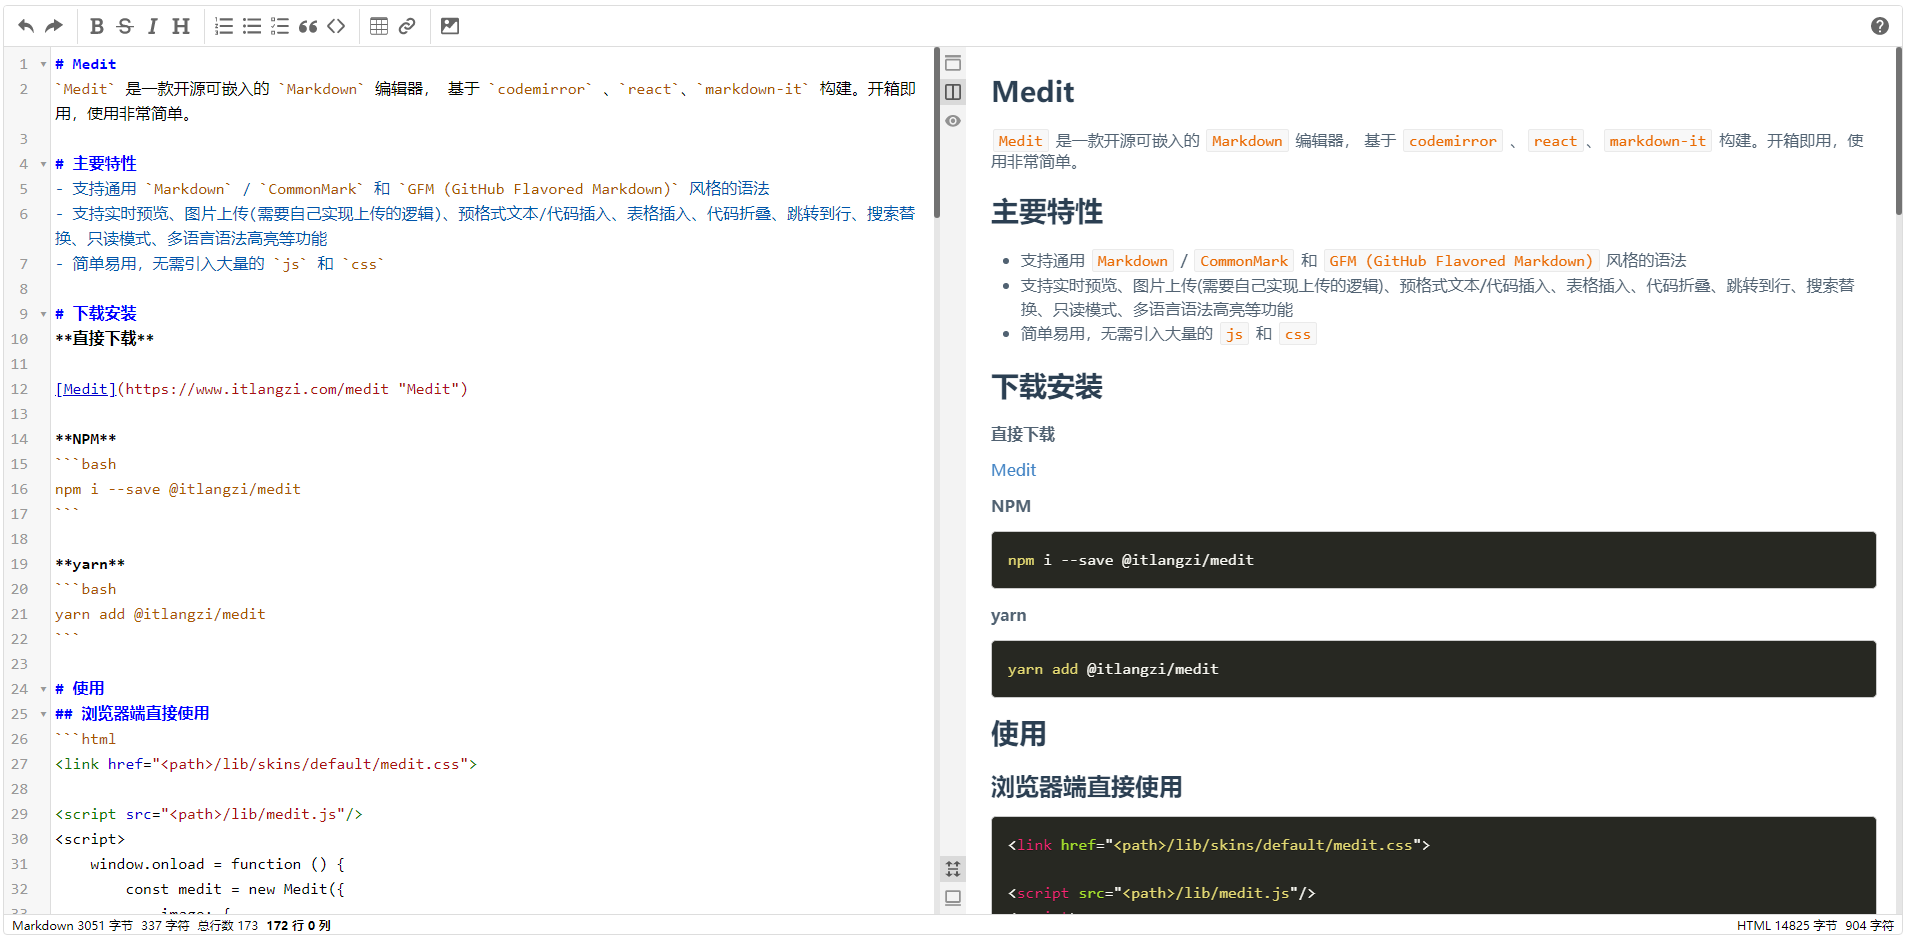 1 # Medit
2 `Medit` 是一款开源可嵌入的 `Markdown` 编辑器， 基于 `codemirror` 、`react`、`markdown-it` 构建。开箱即
用，使用非常简单。
3
4 # 主要特性
5 - 支持通用 `Markdown` / `CommonMark` 和 `GFM (GitHub Flavored Markdown)` 风格的语法
6 - 支持实时预览、图片上传(需要自己实现上传的逻辑)、预格式文本/代码插入、表格插入、代码折叠、跳转到行、搜索替
换、只读模式、多语言语法高亮等功能
7 - 简单易用，无需引入大量的 `js` 和 `css`
8
9 # 下载安装
10 **直接下载**
11
12 [Medit](https://www.itlangzi.com/medit "Medit")
13
14 **NPM**
15 ```bash
16 npm i --save @itlangzi/medit
17 ```
18
19 **yarn**
20 ```bash
21 yarn add @itlangzi/medit
22 ```
23
24 # 使用
25 ## 浏览器端直接使用
26 ```html
27 <link href="<path>/lib/skins/default/medit.css">
28
29 <script src="<path>/lib/medit.js"/>
30 <script>
31 window.onload = function () {
32 const medit = new Medit({
33 image: {
Medit
Medit 是一款开源可嵌入的 Markdown 编辑器， 基于 codemirror 、 react 、 markdown-it 构建。开箱即用，使
用非常简单。
主要特性
• 支持通用 Markdown / CommonMark 和 GFM (GitHub Flavored Markdown) 风格的语法
• 支持实时预览、图片上传(需要自己实现上传的逻辑)、预格式文本/代码插入、表格插入、代码折叠、跳转到行、搜索替
换、只读模式、多语言语法高亮等功能
• 简单易用，无需引入大量的 js 和 css
下载安装
直接下载
Medit
NPM
npm i --save @itlangzi/medit
yarn
yarn add @itlangzi/medit
使用
浏览器端直接使用
<link href="<path>/lib/skins/default/medit.css">
<script src="<path>/lib/medit.js"/>
Markdown 3051 字节 337 字符 总行数 173 172 行 0 列
HTML 14825 字节 904 字符